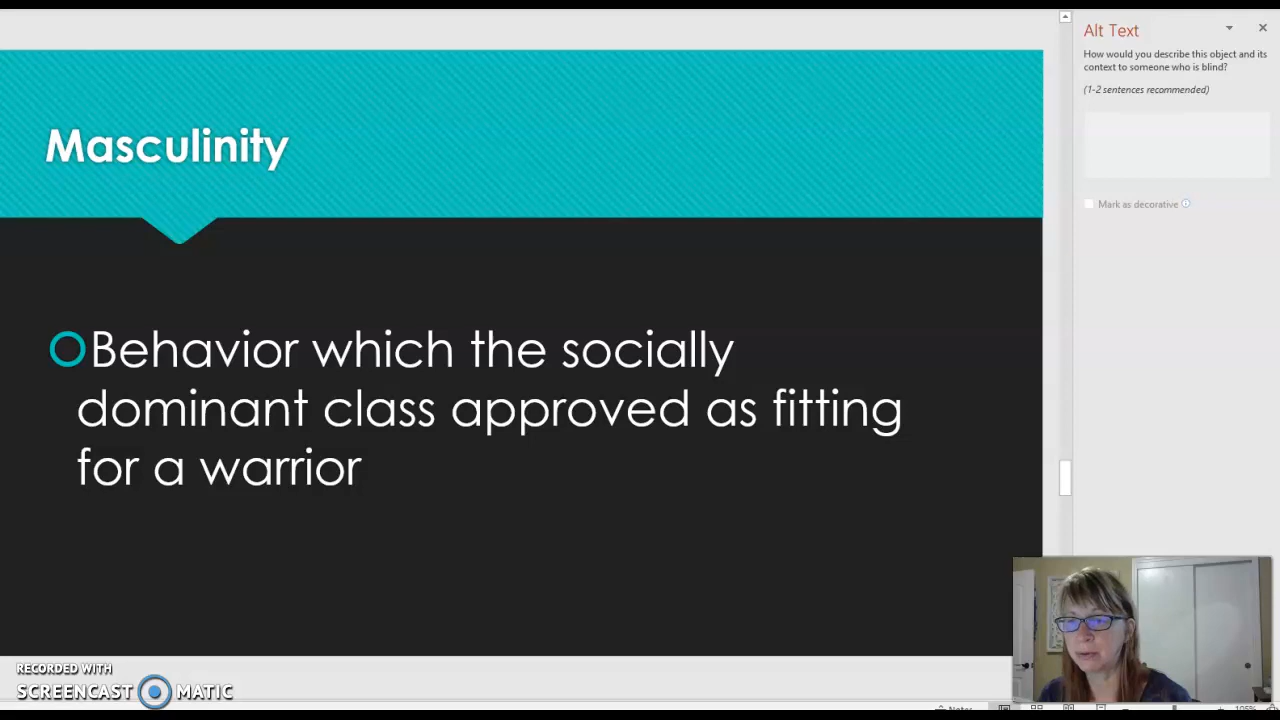 Masculinity
Behavior which the socially
dominant class approved as fitting
for a warrior
Alt Text
How would you describe this object and its
context to someone who is blind?
(1-2 sentences recommended)
Mark as decorative
RECORDED WITH
SCREENCAST MATIC